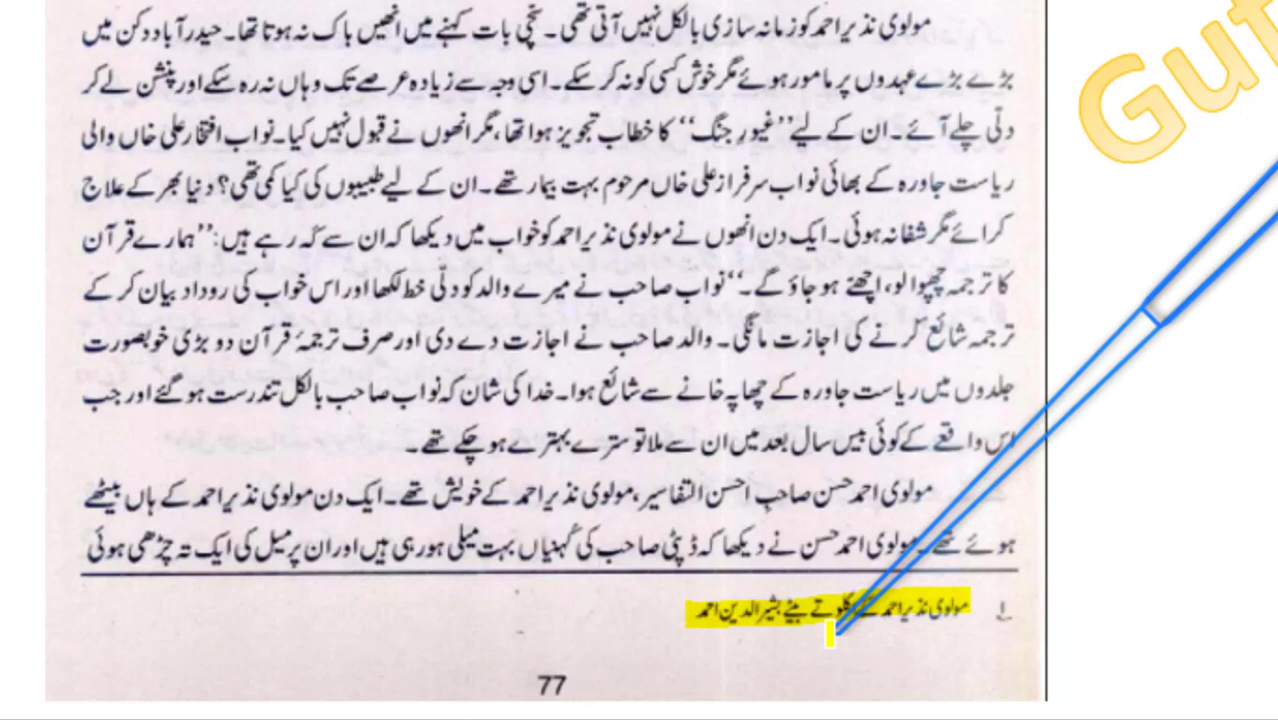 مولوی نذیر احمد کو زمانہ سازی بالکل نہیں آتی تھی۔ سچّی بات کہنے میں انھیں باک نہ ہوتا تھا۔ حیدرآباد دکن میں
بڑے بڑے عہدوں پر مامور ہوئے مگر خوش کسی کو نہ کر سکے۔ اسی وجہ سے زیادہ عرصے تک وہاں نہ رہ سکے اور پنشن لے کر
دلّی چلے آئے۔ ان کے لیے ’’غیور جنگ‘‘ کا خطاب تجویز ہوا تھا، مگر انھوں نے قبول نہیں کیا۔ نواب افتخار علی خاں والی
ریاست جاورہ کے بھائی نواب سرفراز علی خاں مرحوم بہت بیمار تھے۔ ان کے لیے طبیبوں کی کیا کمی تھی؟ دنیا بھر کے علاج
کرائے مگر شفا نہ ہوئی۔ ایک دن انھوں نے مولوی نذیر احمد کو خواب میں دیکھا کہ ان سے کہہ رہے ہیں: ’’ہمارے قرآن
کا ترجمہ چھپوا لو، اچھے ہو جاؤ گے۔‘‘ نواب صاحب نے میرے والد کو دلّی خط لکھا اور اس خواب کی روداد بیان کر کے
ترجمہ شائع کرنے کی اجازت مانگی۔ والد صاحب نے اجازت دے دی اور صرف ترجمۂ قرآن دو بڑی خوبصورت
جلدوں میں ریاست جاورہ کے چھاپہ خانے سے شائع ہوا۔ خدا کی شان کہ نواب صاحب بالکل تندرست ہو گئے اور جب
اس واقعے کے کوئی بیس سال بعد میں ان سے ملا تو سترے بہترے ہو چکے تھے۔
مولوی احمد حسن صاحبِ احسن التفاسیر، مولوی نذیر احمد کے خویش تھے۔ ایک دن مولوی نذیر احمد کے ہاں بیٹھے
ہوئے تھے۔ مولوی احمد حسن نے دیکھا کہ ڈپٹی صاحب کی کُہنیاں بہت میلی ہو رہی ہیں اور ان پر میل کی ایک تہ چڑھی ہوئی
۱؎ مولوی نذیر احمد کے اکلوتے بیٹے بشیر الدین احمد
77
Gut